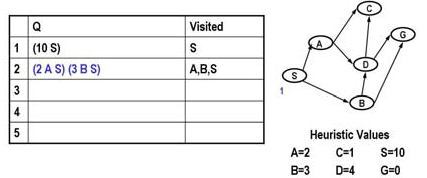 Q Visited
1 (10 S) S
2 (2 A S) (3 B S) A,B,S
3
4
5
C
G
A
D
S
1
B
Heuristic Values
A=2 C=1 S=10
B=3 D=4 G=0